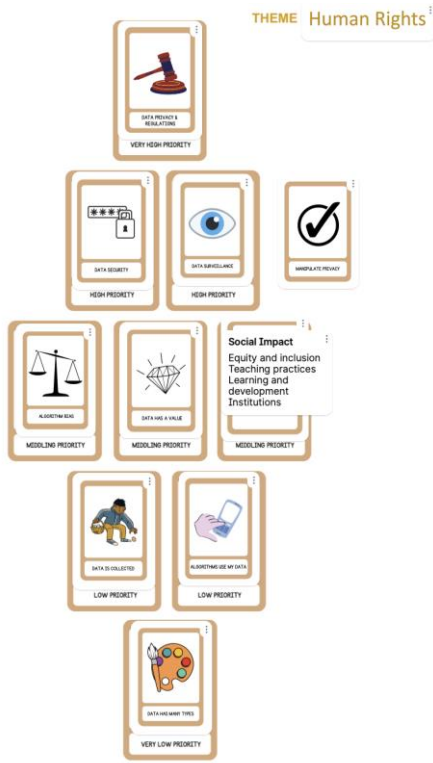 THEME Human Rights
DATA PRIVACY &
REGULATIONS
VERY HIGH PRIORITY
****
DATA SECURITY
HIGH PRIORITY
DATA SURVEILLANCE
HIGH PRIORITY
MANIPULATE PRIVACY
ALGORITHM BIAS
MIDDLING PRIORITY
DATA HAS A VALUE
MIDDLING PRIORITY
Social Impact
Equity and inclusion
Teaching practices
Learning and
development
Institutions
MIDDLING PRIORITY
DATA IS COLLECTED
LOW PRIORITY
ALGORITHMS USE MY DATA
LOW PRIORITY
DATA HAS MANY TYPES
VERY LOW PRIORITY